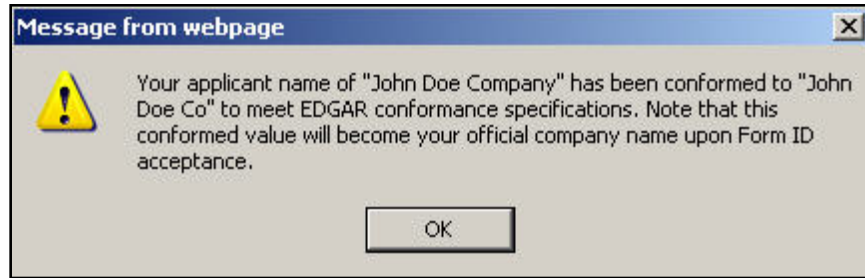 Message from webpage
Your applicant name of "John Doe Company" has been conformed to "John
Doe Co" to meet EDGAR conformance specifications. Note that this
conformed value will become your official company name upon Form ID
acceptance.
OK